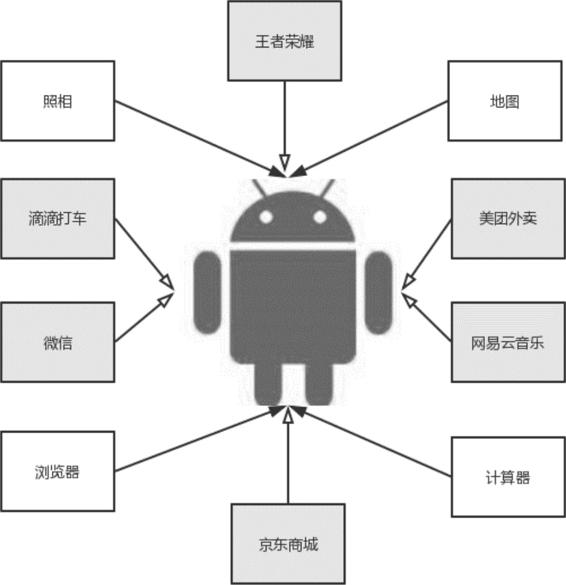 王者荣耀
照相
地图
滴滴打车
美团外卖
微信
网易云音乐
浏览器
计算器
京东商城